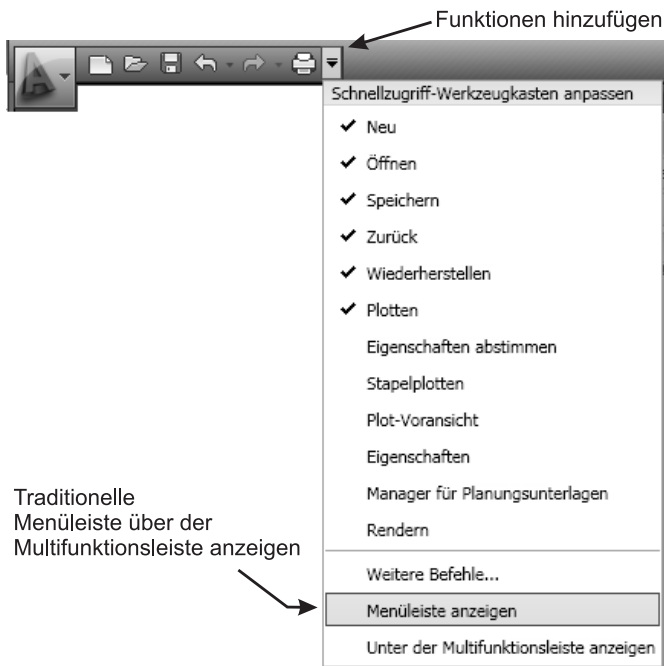 Funktionen hinzufügen
Schnellzugriff-Werkzeugkasten anpassen
Neu
Öffnen
Speichern
Zurück
Wiederherstellen
Plotten
Eigenschaften abstimmen
Stapelplotten
Plot-Voransicht
Eigenschaften
Manager für Planungsunterlagen
Rendern
Traditionelle
Menüleiste über der
Multifunktionsleiste anzeigen
Weitere Befehle...
Menüleiste anzeigen
Unter der Multifunktionsleiste anzeigen